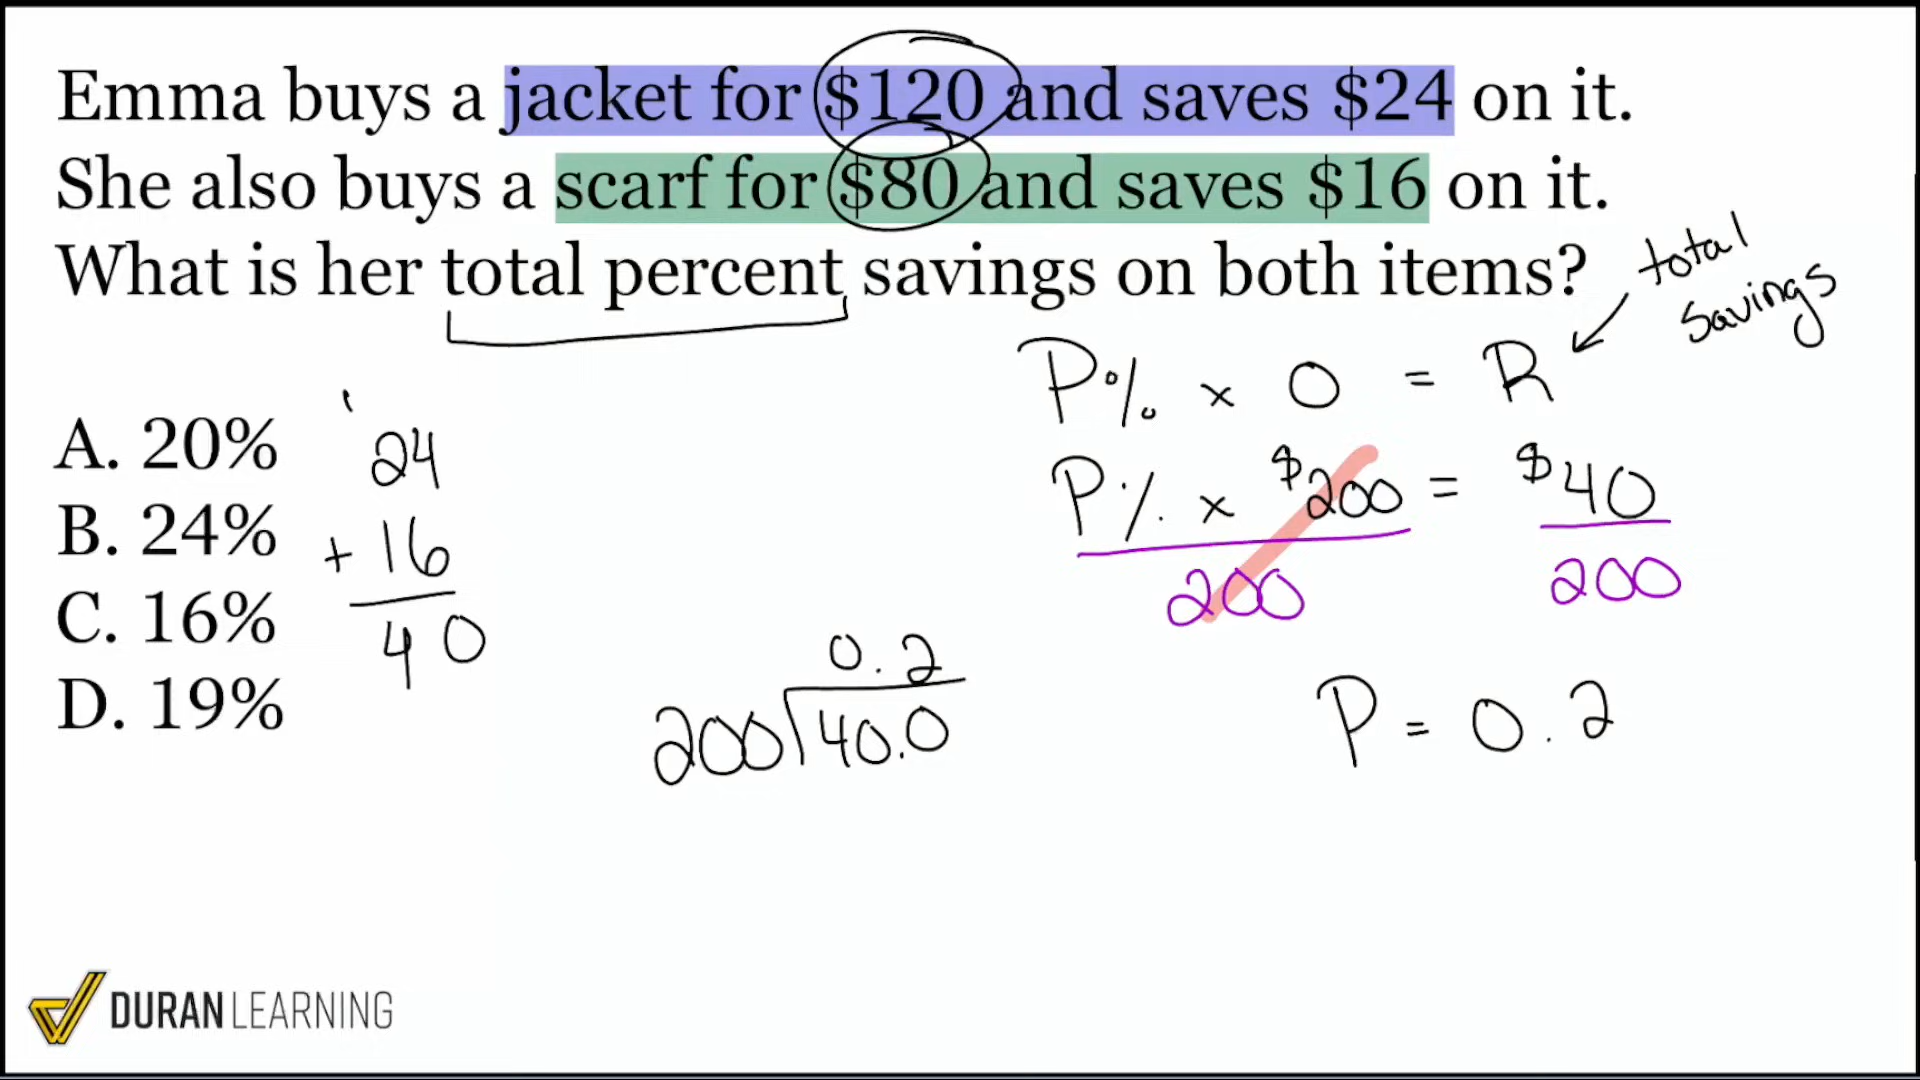 Emma buys a jacket for $120 and saves $24 on it.
She also buys a scarf for $80 and saves $16 on it.
What is her total percent savings on both items?
total
savings
P% x O = R
P% x $200 = $40
200 200
A. 20%
B. 24%
C. 16%
D. 19%
1
24
+ 16
40
0.2
200 40.0
P = 0.2
DURAN LEARNING